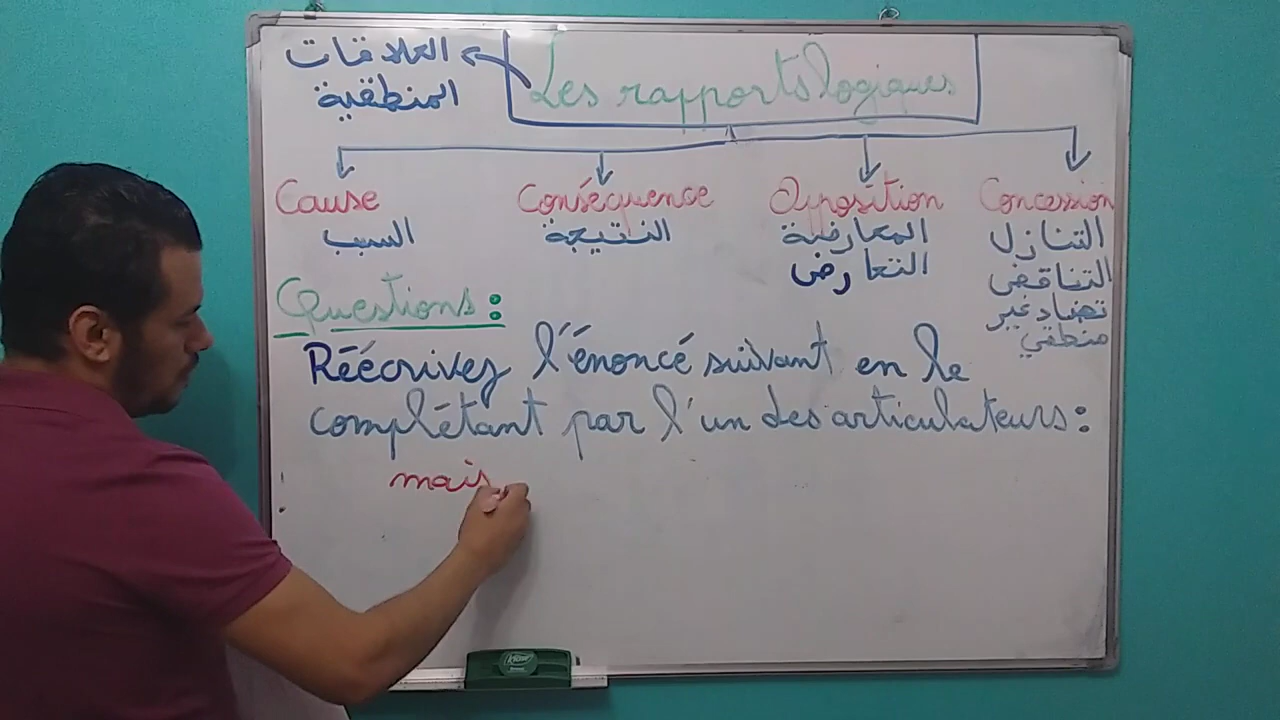 العلاقات
المنطقية
Les rapports logiques
Cause Conséquence Opposition Concession
السبب النتيجة المعارضة التنازل
التعارض التناقض
تضاد غير
منطقي
Questions:
Réécrivez l'énoncé suivant en le
complétant par l'un des articulateurs:
mais